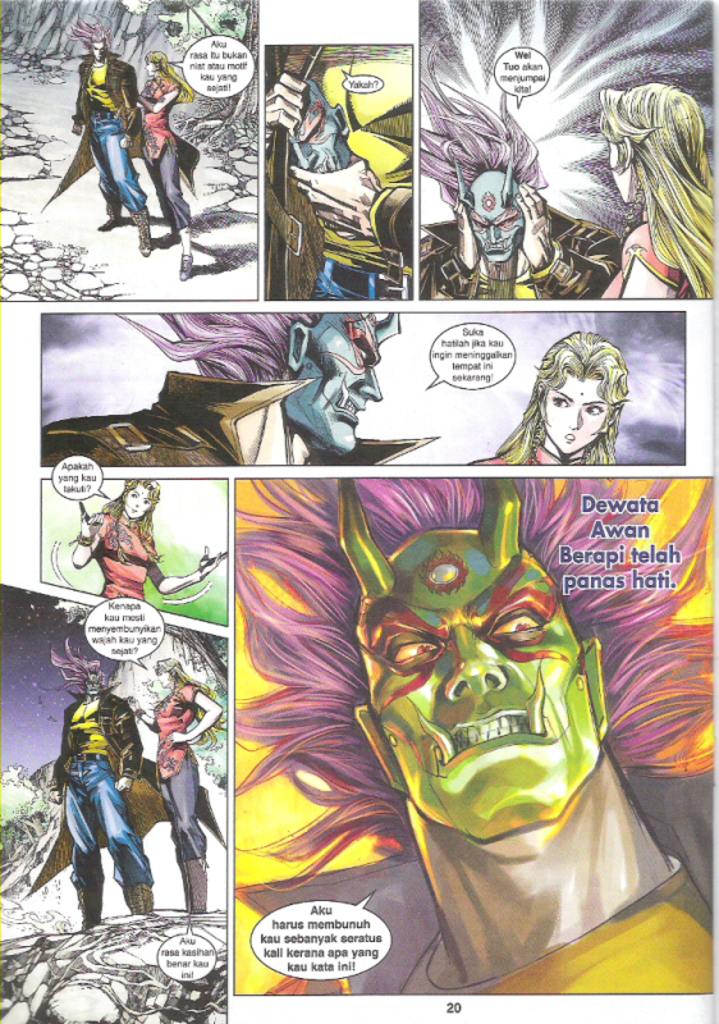 Aku
rasa itu bukan
niat atau motif
kau yang
sejati!
Yakah?
Wei
Tuo akan
menjumpai
kita!
Suka
hatilah jika kau
ingin meninggalkan
tempat ini
sekarang!
Apakah
yang kau
takuti?
Kenapa
kau mesti
menyembunyikan
wajah kau yang
sejati?
Aku
rasa kasihan
benar kau
ini!
Dewata
Awan
Berapi telah
panas hati.
Aku
harus membunuh
kau sebanyak seratus
kali kerana apa yang
kau kata ini!
20